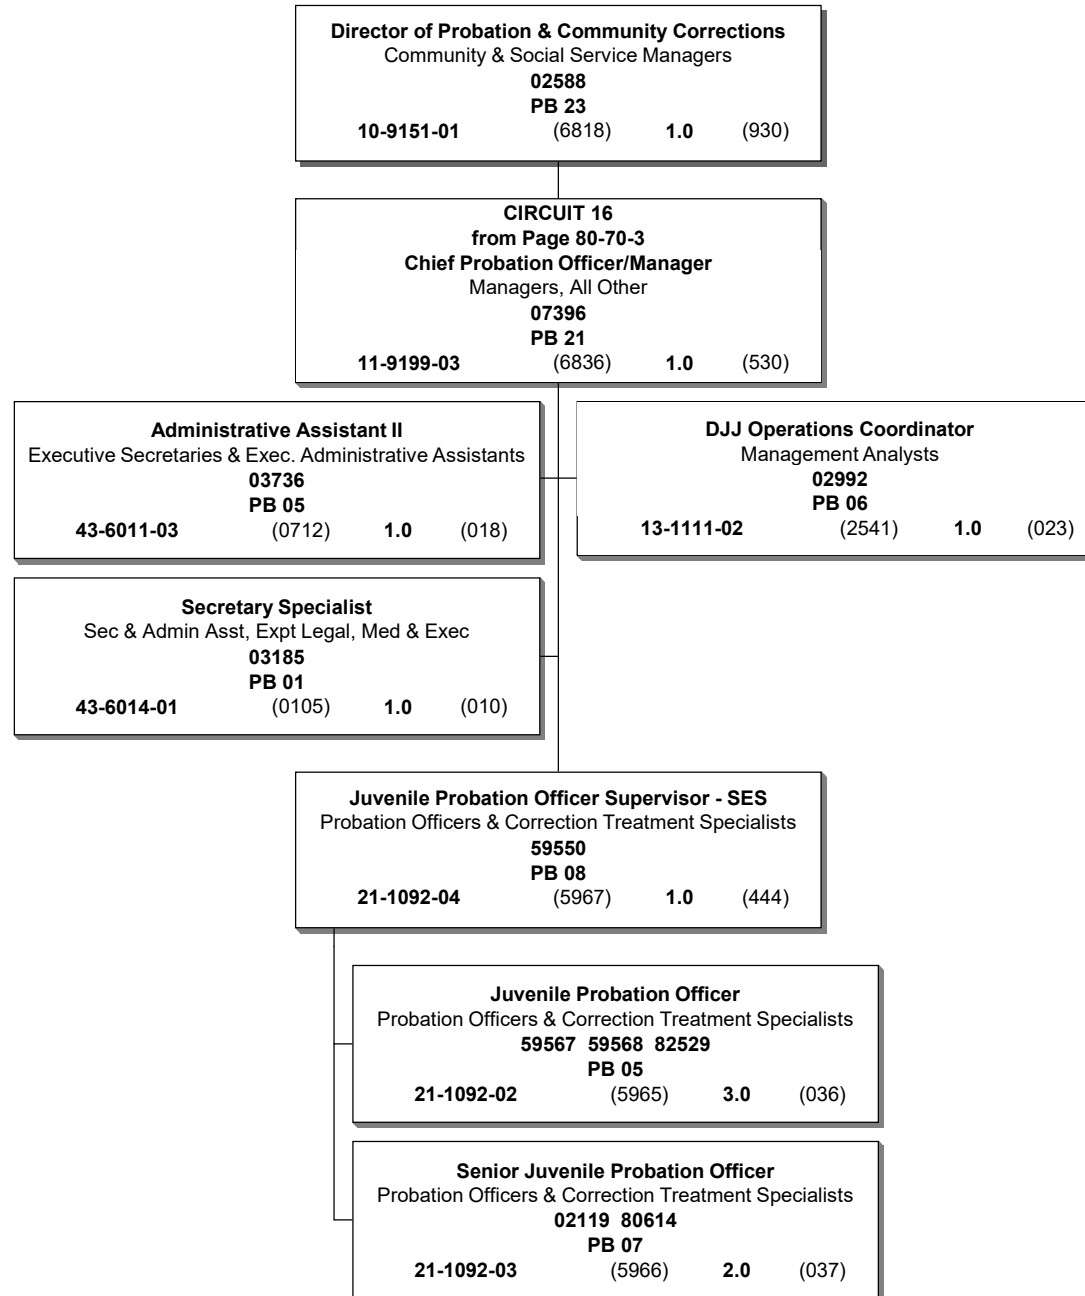 Director of Probation & Community Corrections
Community & Social Service Managers
02588
PB 23
10-9151-01 (6818) 1.0 (930)
CIRCUIT 16
from Page 80-70-3
Chief Probation Officer/Manager
Managers, All Other
07396
PB 21
11-9199-03 (6836) 1.0 (530)
Administrative Assistant II
Executive Secretaries & Exec. Administrative Assistants
03736
PB 05
43-6011-03 (0712) 1.0 (018)
DJJ Operations Coordinator
Management Analysts
02992
PB 06
13-1111-02 (2541) 1.0 (023)
Secretary Specialist
Sec & Admin Asst, Expt Legal, Med & Exec
03185
PB 01
43-6014-01 (0105) 1.0 (010)
Juvenile Probation Officer Supervisor - SES
Probation Officers & Correction Treatment Specialists
59550
PB 08
21-1092-04 (5967) 1.0 (444)
Juvenile Probation Officer
Probation Officers & Correction Treatment Specialists
59567 59568 82529
PB 05
21-1092-02 (5965) 3.0 (036)
Senior Juvenile Probation Officer
Probation Officers & Correction Treatment Specialists
02119 80614
PB 07
21-1092-03 (5966) 2.0 (037)